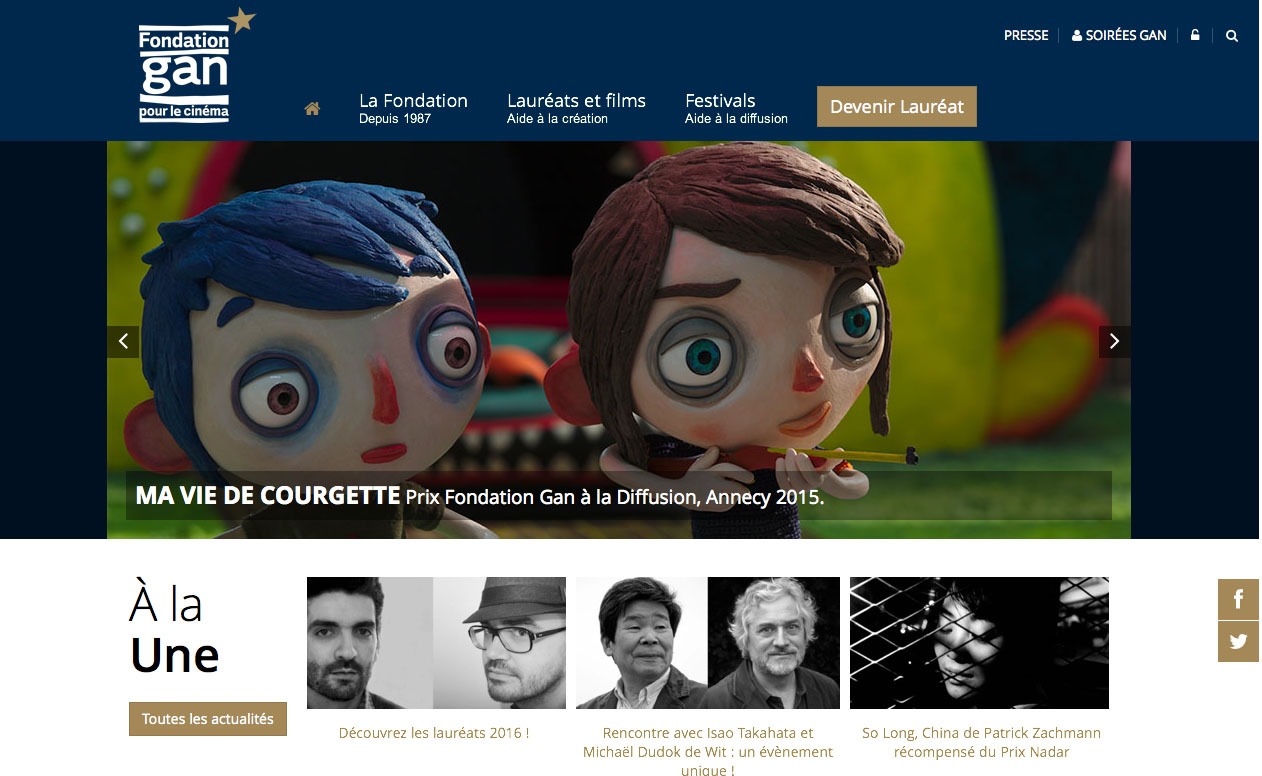 Fondation
gan
pour le cinéma
PRESSE
SOIRÉES GAN
La Fondation
Depuis 1987
Lauréats et films
Aide à la création
Festivals
Aide à la diffusion
Devenir Lauréat
MA VIE DE COURGETTE Prix Fondation Gan à la Diffusion, Annecy 2015.
À la
Une
Toutes les actualités
Découvrez les lauréats 2016 !
Rencontre avec Isao Takahata et
Michaël Dudok de Wit : un évènement
unique !
So Long, China de Patrick Zachmann
récompensé du Prix Nadar